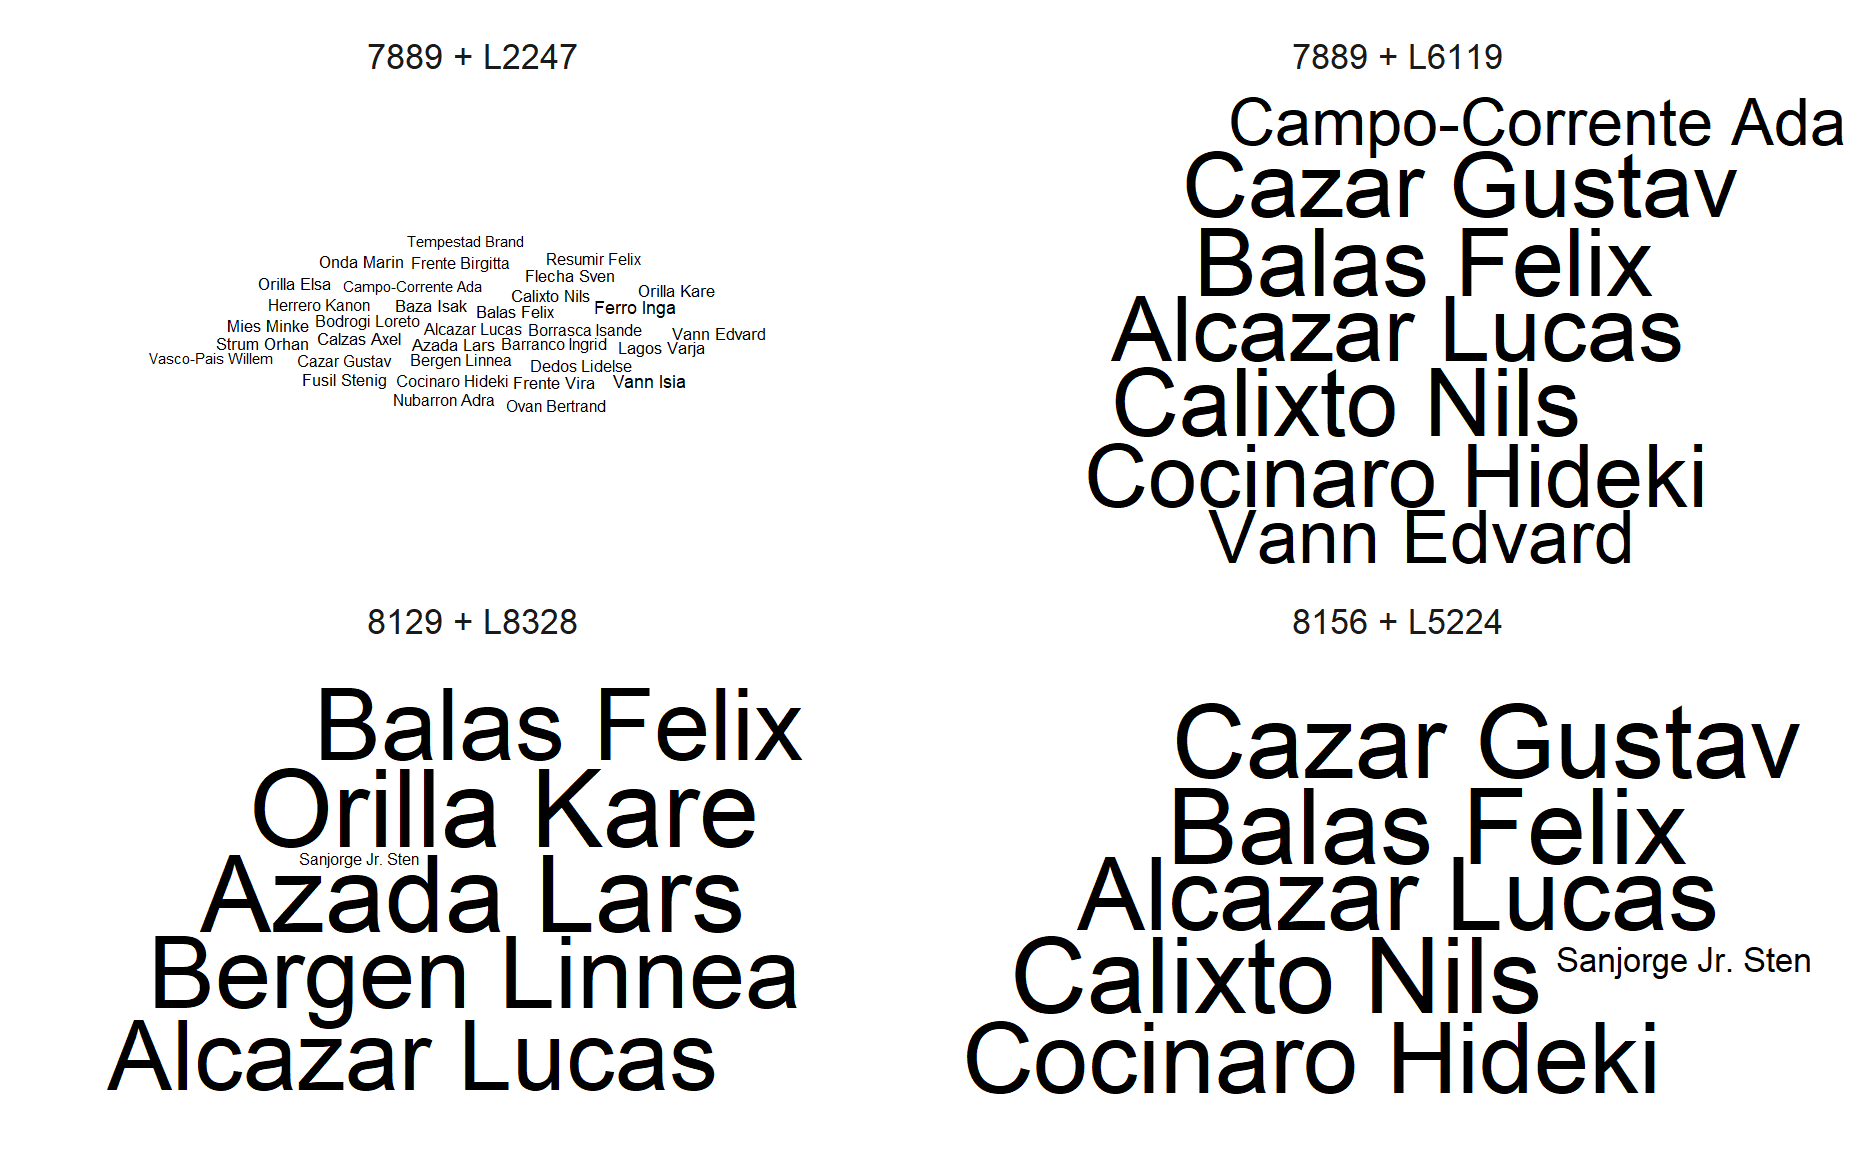 7889 + L2247
Tempestad Brand
Onda Marin Frente Birgitta Resumir Felix
Flecha Sven
Orilla Elsa Campo-Corrente Ada Orilla Kare
Calixto Nils
Herrero Kanon Baza Isak Balas Felix Ferro Inga
Mies Minke Bodrogi Loreto Alcazar Lucas Borrasca Isande Vann Edvard
Strum Orhan Calzas Axel Azada Lars Barranco Ingrid Lagos Varja
Vasco-Pais Willem Cazar Gustav Bergen Linnea Dedos Lidelse
Fusil Stenig Cocinaro Hideki Frente Vira Vann Isia
Nubarron Adra Ovan Bertrand
7889 + L6119
Campo-Corrente Ada
Cazar Gustav
Balas Felix
Alcazar Lucas
Calixto Nils
Cocinaro Hideki
Vann Edvard
8129 + L8328
Balas Felix
Orilla Kare
Sanjorge Jr. Sten
Azada Lars
Bergen Linnea
Alcazar Lucas
8156 + L5224
Cazar Gustav
Balas Felix
Alcazar Lucas
Calixto Nils Sanjorge Jr. Sten
Cocinaro Hideki